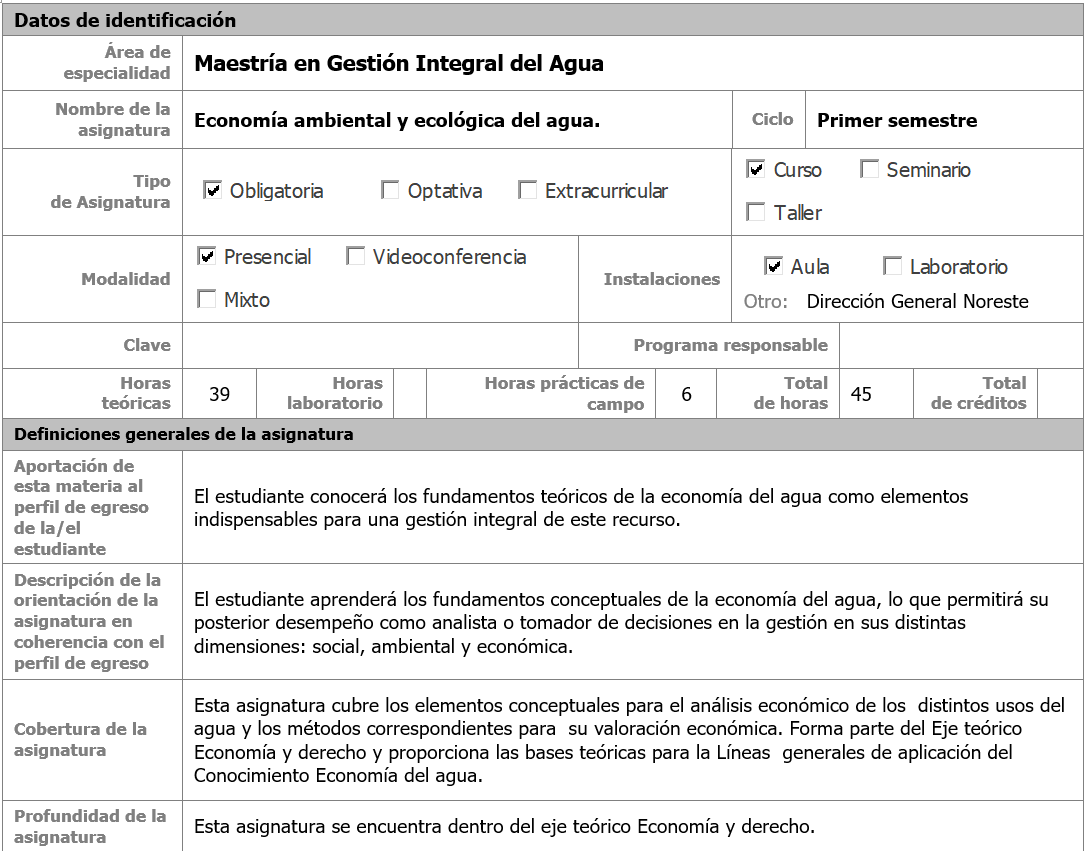 Datos de identificación
Área de
especialidad
Maestría en Gestión Integral del Agua
Nombre de la
asignatura
Economía ambiental y ecológica del agua.
Ciclo
Primer semestre
Tipo
de Asignatura
Obligatoria Optativa Extracurricular
Curso Seminario
Taller
Modalidad
Presencial Videoconferencia
Mixto
Instalaciones
Aula Laboratorio
Otro: Dirección General Noreste
Clave
Programa responsable
Horas
teóricas
39
Horas
laboratorio
Horas prácticas de
campo
6
Total
de horas
45
Total
de créditos
Definiciones generales de la asignatura
Aportación de
esta materia al
perfil de egreso
de la/el
estudiante
El estudiante conocerá los fundamentos teóricos de la economía del agua como elementos
indispensables para una gestión integral de este recurso.
Descripción de la
orientación de la
asignatura en
coherencia con el
perfil de egreso
El estudiante aprenderá los fundamentos conceptuales de la economía del agua, lo que permitirá su
posterior desempeño como analista o tomador de decisiones en la gestión en sus distintas
dimensiones: social, ambiental y económica.
Cobertura de la
asignatura
Esta asignatura cubre los elementos conceptuales para el análisis económico de los  distintos usos del
agua y los métodos correspondientes para  su valoración económica. Forma parte del Eje teórico
Economía y derecho y proporciona las bases teóricas para la Líneas  generales de aplicación del
Conocimiento Economía del agua.
Profundidad de la
asignatura
Esta asignatura se encuentra dentro del eje teórico Economía y derecho.